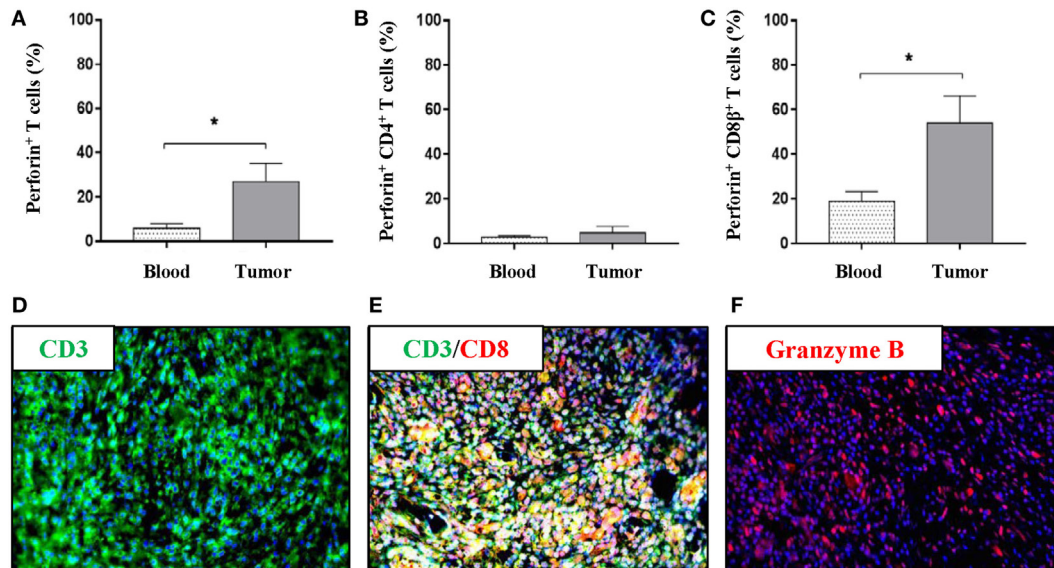 A
Perforin⁺ T cells (%)
100
80
60
40
20
0
*
Blood
Tumor
B
Perforin⁺ CD4⁺ T cells (%)
100
80
60
40
20
0
Blood
Tumor
C
Perforin⁺ CD8β⁺ T cells (%)
100
80
60
40
20
0
*
Blood
Tumor
D
CD3
E
CD3/CD8
F
Granzyme B